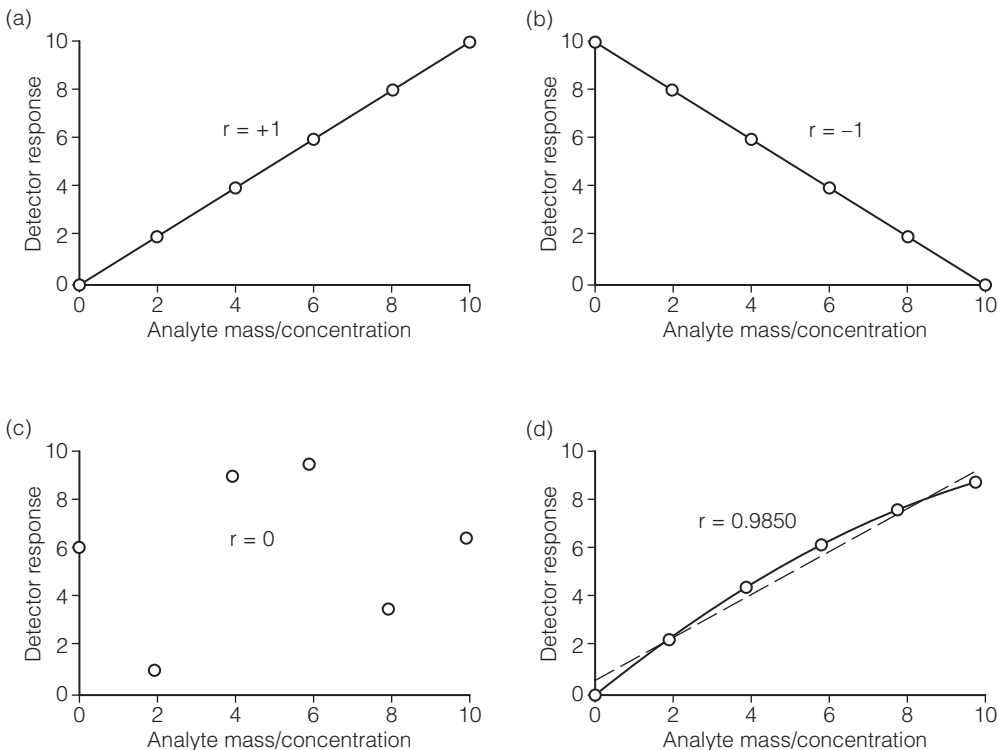 (a)
10
8
6
4
2
0
Detector response
r = +1
0 2 4 6 8 10
Analyte mass/concentration
(b)
10
8
6
4
2
0
Detector response
r = –1
0 2 4 6 8 10
Analyte mass/concentration
(c)
10
8
6
4
2
0
Detector response
r = 0
0 2 4 6 8 10
Analyte mass/concentration
(d)
10
8
6
4
2
0
Detector response
r = 0.9850
0 2 4 6 8 10
Analyte mass/concentration